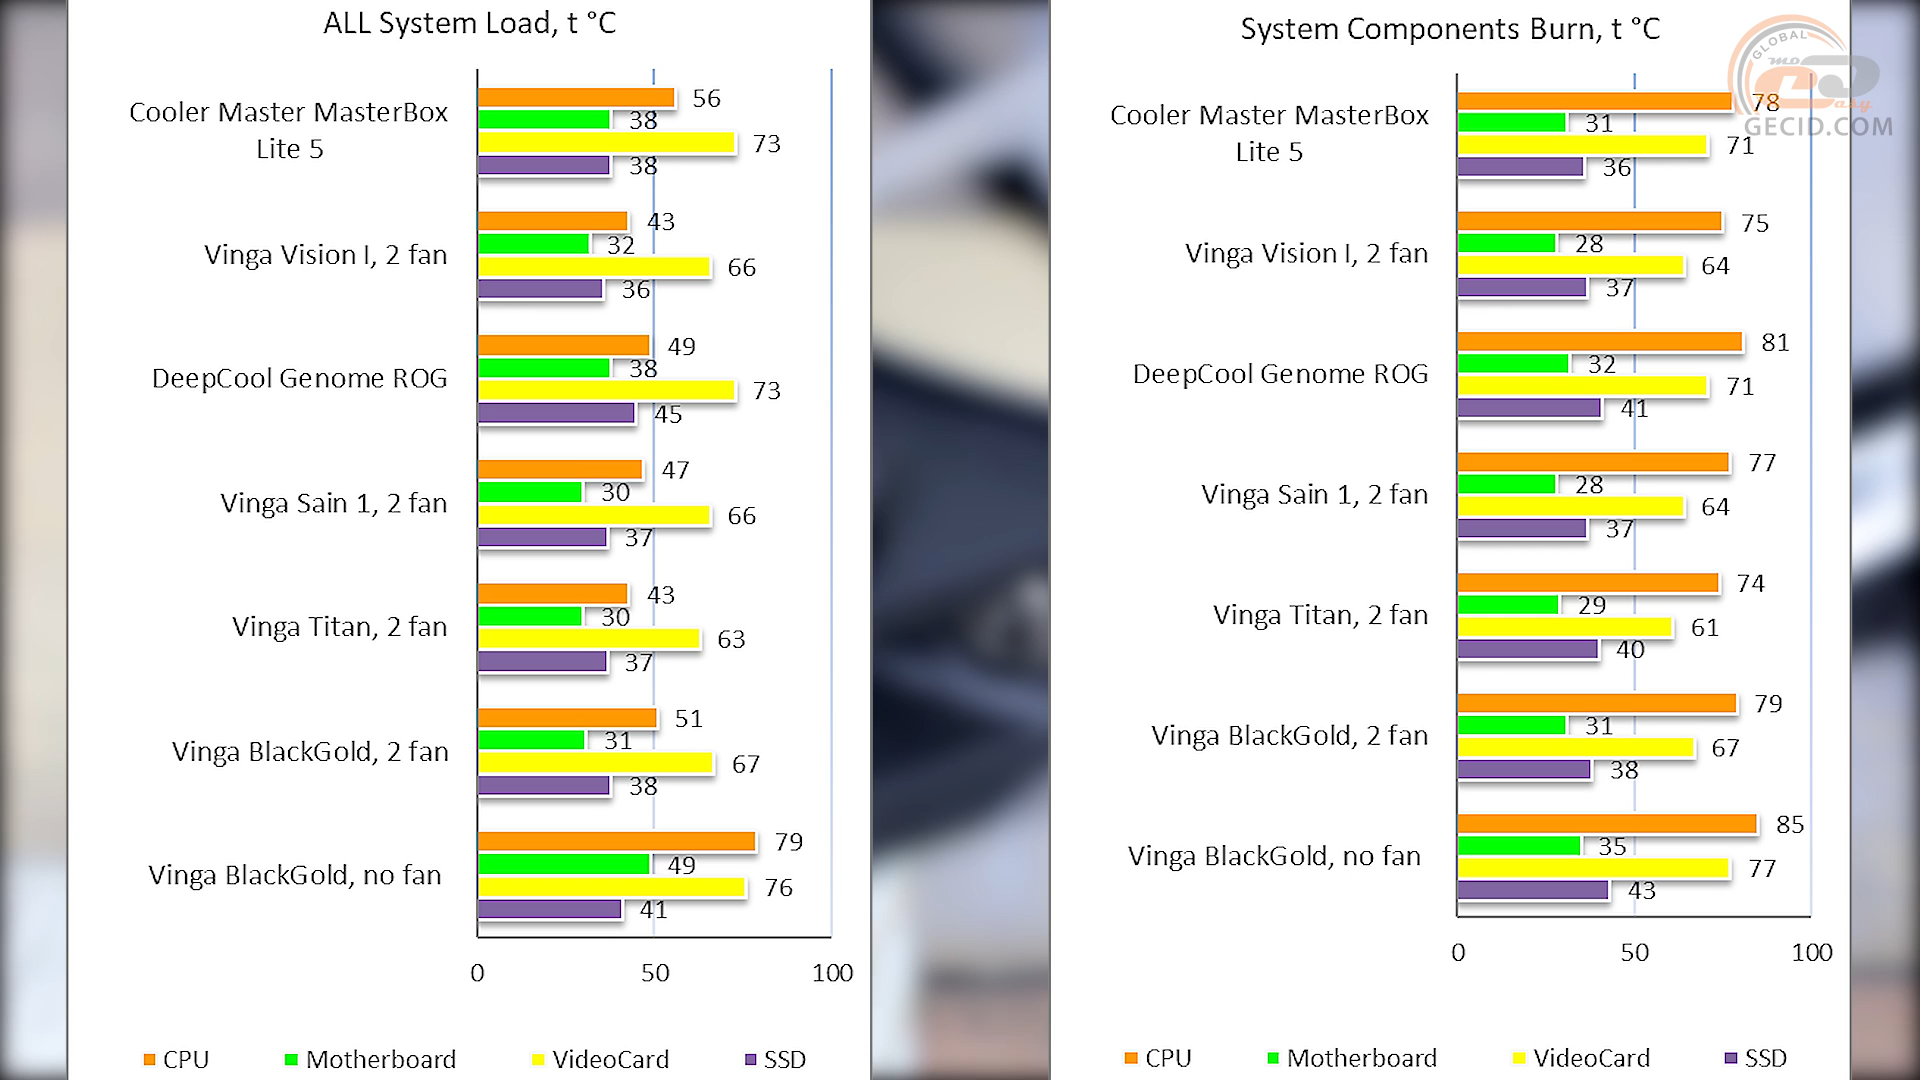 ALL System Load, t °C
Cooler Master MasterBox
Lite 5
56
38
73
38
Vinga Vision I, 2 fan
43
32
66
36
DeepCool Genome ROG
49
38
73
45
Vinga Sain 1, 2 fan
47
30
66
37
Vinga Titan, 2 fan
43
30
63
37
Vinga BlackGold, 2 fan
51
31
67
38
Vinga BlackGold, no fan
79
49
76
41
0 50 100
CPU Motherboard VideoCard SSD
System Components Burn, t °C
Cooler Master MasterBox
Lite 5
78
31
71
36
Vinga Vision I, 2 fan
75
28
64
37
DeepCool Genome ROG
81
32
71
41
Vinga Sain 1, 2 fan
77
28
64
37
Vinga Titan, 2 fan
74
29
61
40
Vinga BlackGold, 2 fan
79
31
67
38
Vinga BlackGold, no fan
85
35
77
43
0 50 100
CPU Motherboard VideoCard SSD
GLOBAL
GECID.COM